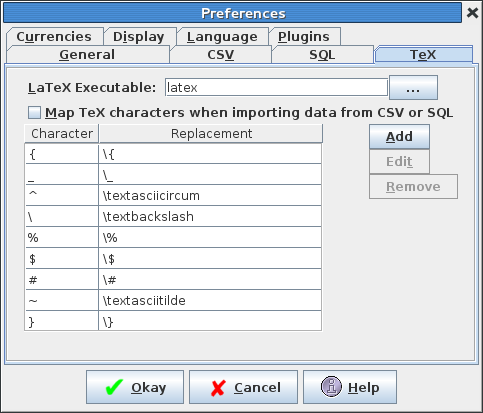 Preferences
Currencies Display Language Plugins
General CSV SQL TeX
LaTeX Executable: latex ...
Map TeX characters when importing data from CSV or SQL
Character Replacement Add
{ \{ Edit
_ \_ Remove
^ \textasciicircum
\ \textbackslash
% \%
$ \$
# \#
~ \textasciitilde
} \}
Okay Cancel Help